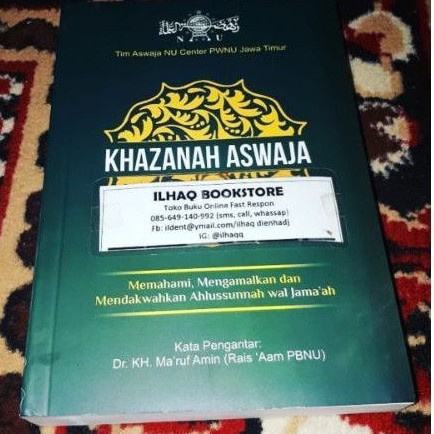 NU
Tim Aswaja NU Center PWNU Jawa Timur
KHAZANAH ASWAJA
ILHAQ BOOKSTORE
Toko Buku Online Fast Respon
085-649-140-992 (sms, call, whassap)
Fb: ildent@ymail.com/ilhaq dienhadj
IG: @ilhaqq
Memahami, Mengamalkan dan
Mendakwahkan Ahlussunnah wal Jama'ah
Kata Pengantar:
Dr. KH. Ma'ruf Amin (Rais 'Aam PBNU)